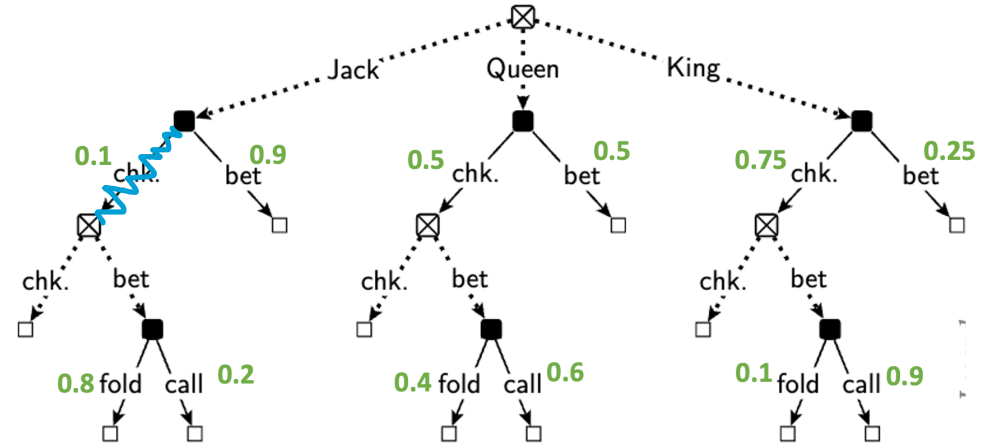 Jack Queen King
0.1 chk. 0.9 bet 0.5 chk. 0.5 bet 0.75 chk. 0.25 bet
chk. bet chk. bet chk. bet
0.8 fold call 0.2 0.4 fold call 0.6 0.1 fold call 0.9